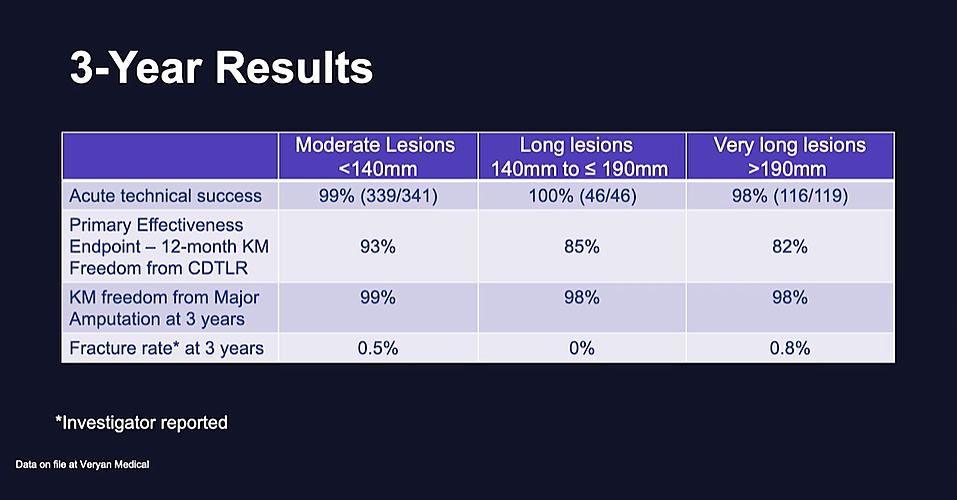 3-Year Results
Moderate Lesions
<140mm
Long lesions
140mm to ≤ 190mm
Very long lesions
>190mm
Acute technical success
99% (339/341)
100% (46/46)
98% (116/119)
Primary Effectiveness
Endpoint – 12-month KM
Freedom from CDTLR
93%
85%
82%
KM freedom from Major
Amputation at 3 years
99%
98%
98%
Fracture rate* at 3 years
0.5%
0%
0.8%
*Investigator reported
Data on file at Veryan Medical